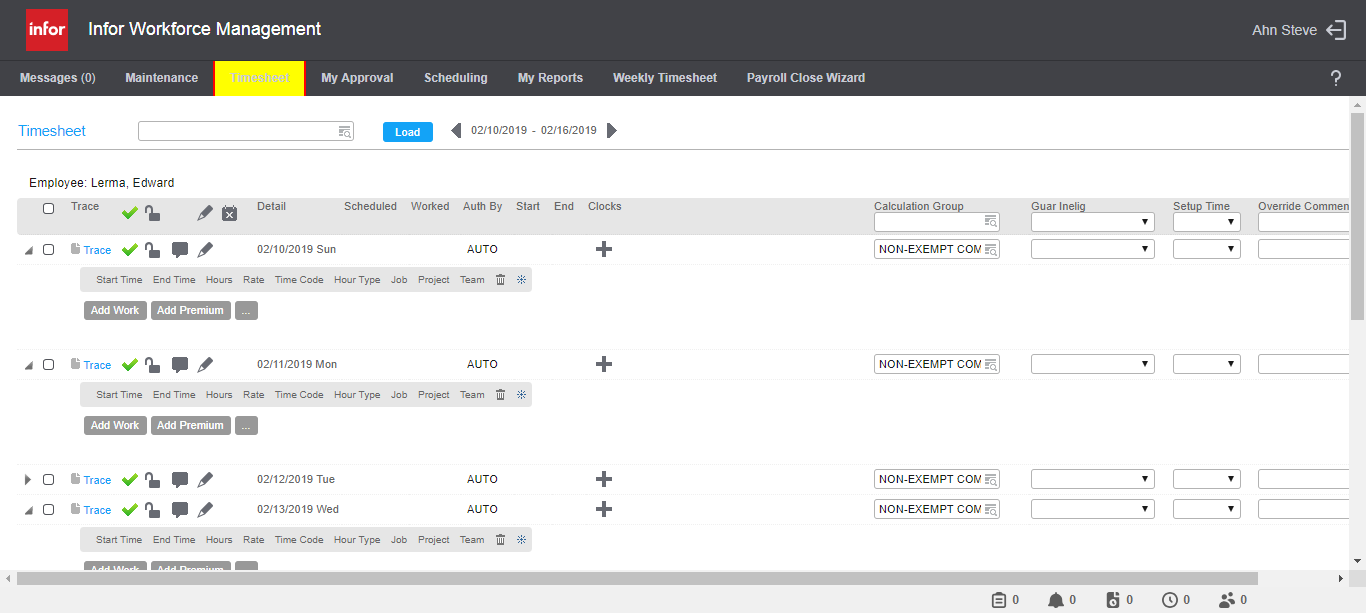 infor Infor Workforce Management Ahn Steve
Messages (0) Maintenance Timesheet My Approval Scheduling My Reports Weekly Timesheet Payroll Close Wizard ?
Timesheet Load 02/10/2019 - 02/16/2019
Employee: Lerma, Edward
Trace Detail Scheduled Worked Auth By Start End Clocks Calculation Group Guar Inelig Setup Time Override Commen
Trace 02/10/2019 Sun AUTO NON-EXEMPT COM
Start Time End Time Hours Rate Time Code Hour Type Job Project Team
Add Work Add Premium ...
Trace 02/11/2019 Mon AUTO NON-EXEMPT COM
Start Time End Time Hours Rate Time Code Hour Type Job Project Team
Add Work Add Premium ...
Trace 02/12/2019 Tue AUTO NON-EXEMPT COM
Trace 02/13/2019 Wed AUTO NON-EXEMPT COM
Start Time End Time Hours Rate Time Code Hour Type Job Project Team
Add Work Add Premium
0 0 0 0 0